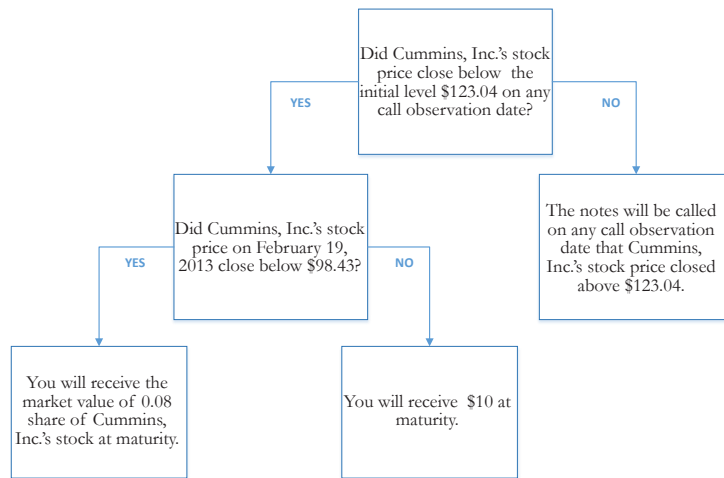 Did Cummins, Inc.'s stock
price close below the
initial level $123.04 on any
call observation date?
YES
NO
Did Cummins, Inc.'s stock
price on February 19,
2013 close below $98.43?
The notes will be called
on any call observation
date that Cummins,
Inc.'s stock price closed
above $123.04.
YES
NO
You will receive the
market value of 0.08
share of Cummins,
Inc.'s stock at maturity.
You will receive $10 at
maturity.